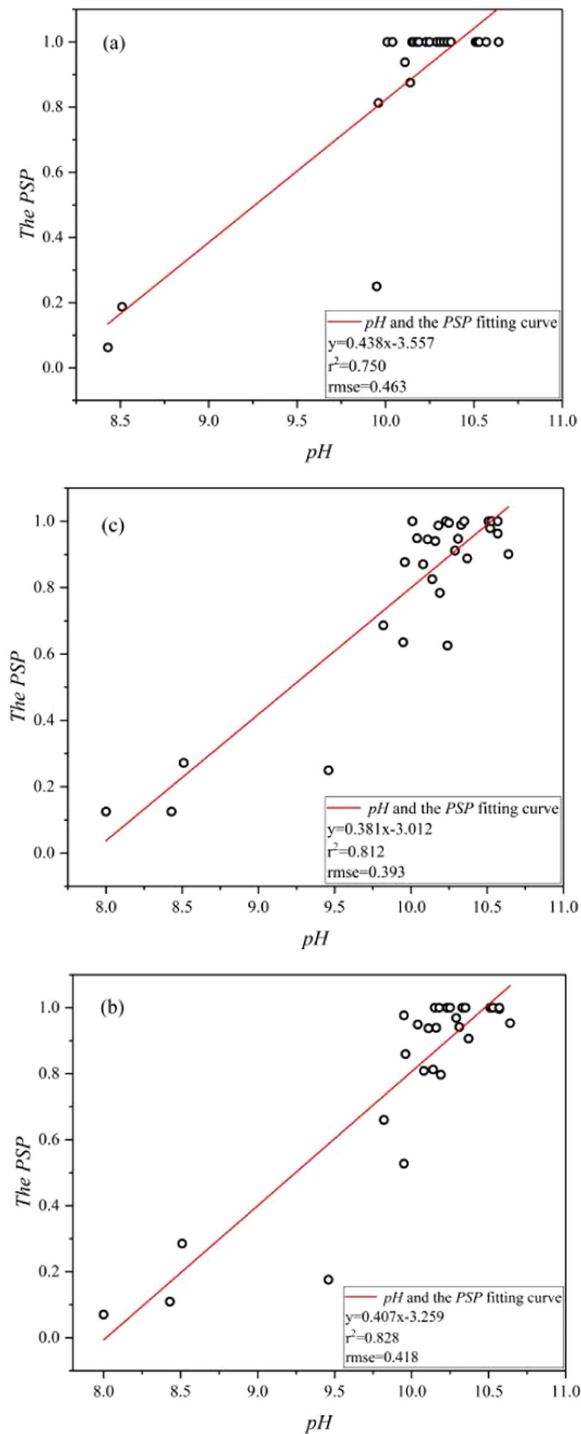 (a)
The PSP
1.0
0.8
0.6
0.4
0.2
0.0
pH and the PSP fitting curve
y=0.438x-3.557
r²=0.750
rmse=0.463
8.5 9.0 9.5 10.0 10.5 11.0
pH
(c)
The PSP
1.0
0.8
0.6
0.4
0.2
0.0
pH and the PSP fitting curve
y=0.381x-3.012
r²=0.812
rmse=0.393
8.0 8.5 9.0 9.5 10.0 10.5 11.0
pH
(b)
The PSP
1.0
0.8
0.6
0.4
0.2
0.0
pH and the PSP fitting curve
y=0.407x-3.259
r²=0.828
rmse=0.418
8.0 8.5 9.0 9.5 10.0 10.5 11.0
pH